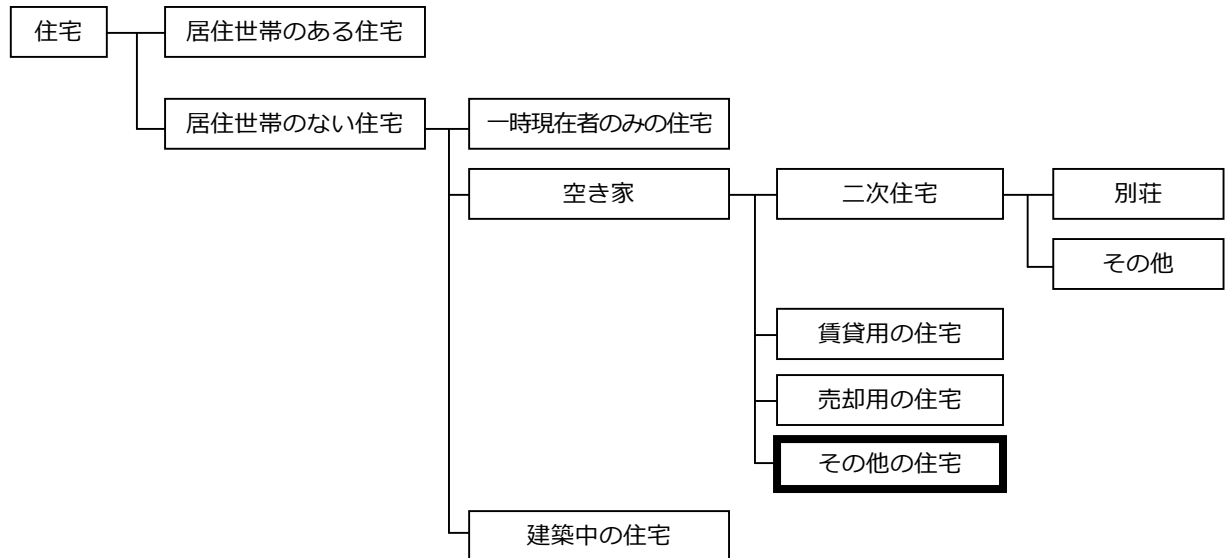 住宅
居住世帯のある住宅
居住世帯のない住宅
一時現在者のみの住宅
空き家
二次住宅
別荘
その他
賃貸用の住宅
売却用の住宅
その他の住宅
建築中の住宅